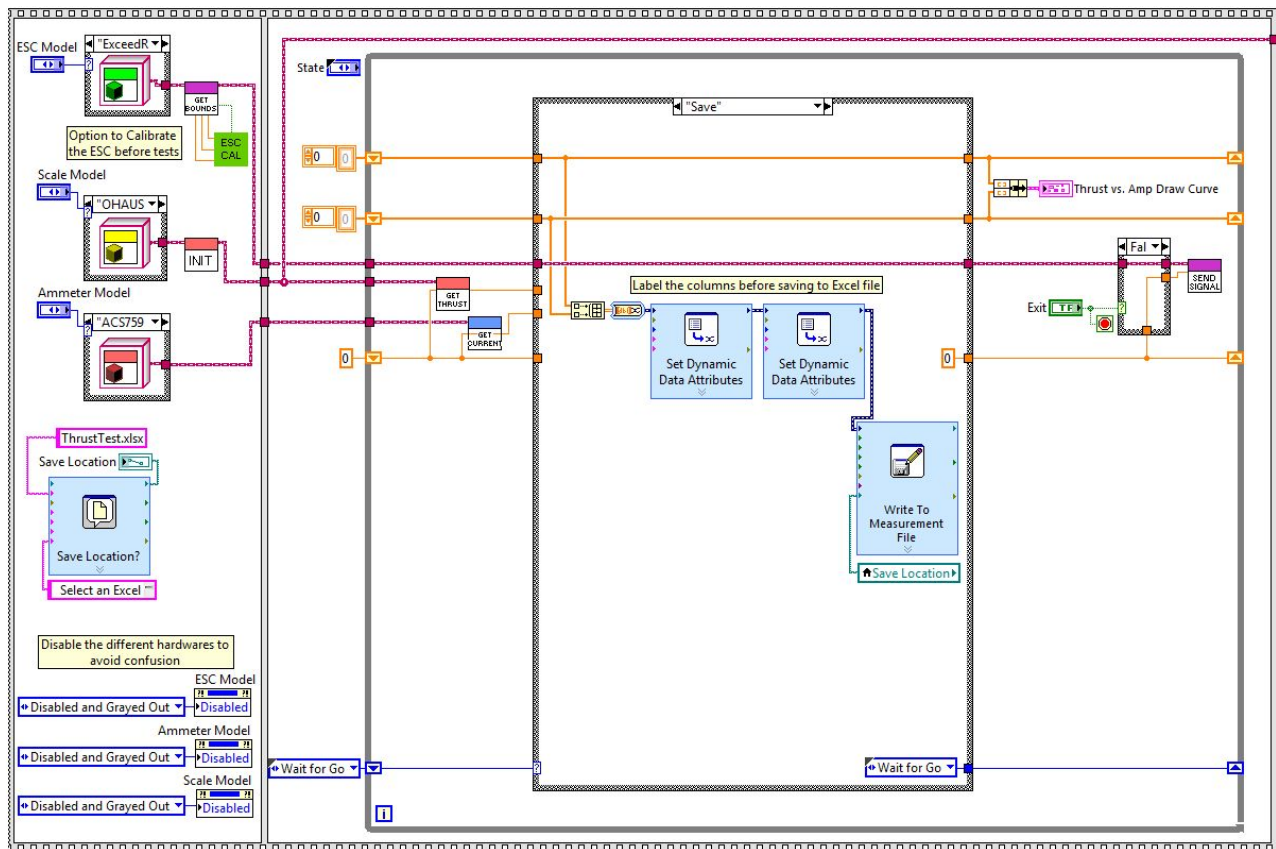 ESC Model
"ExceedR
GET
BOUNDS
ESC
CAL
Option to Calibrate
the ESC before tests
Scale Model
"OHAUS
INIT
Ammeter Model
"ACS759
ThrustTest.xlsx
Save Location
Save Location?
Select an Excel
Disable the different hardwares to
avoid confusion
ESC Model
Disabled and Grayed Out
Disabled
Ammeter Model
Disabled and Grayed Out
Disabled
Scale Model
Disabled and Grayed Out
Disabled
State
"Save"
0
0
0
0
GET
THRUST
GET
CURRENT
0
Label the columns before saving to Excel file
Set Dynamic
Data Attributes
Set Dynamic
Data Attributes
Write To
Measurement
File
Save Location
0
Wait for Go
Wait for Go
i
Thrust vs. Amp Draw Curve
Fal
SEND
SIGNAL
Exit
TF